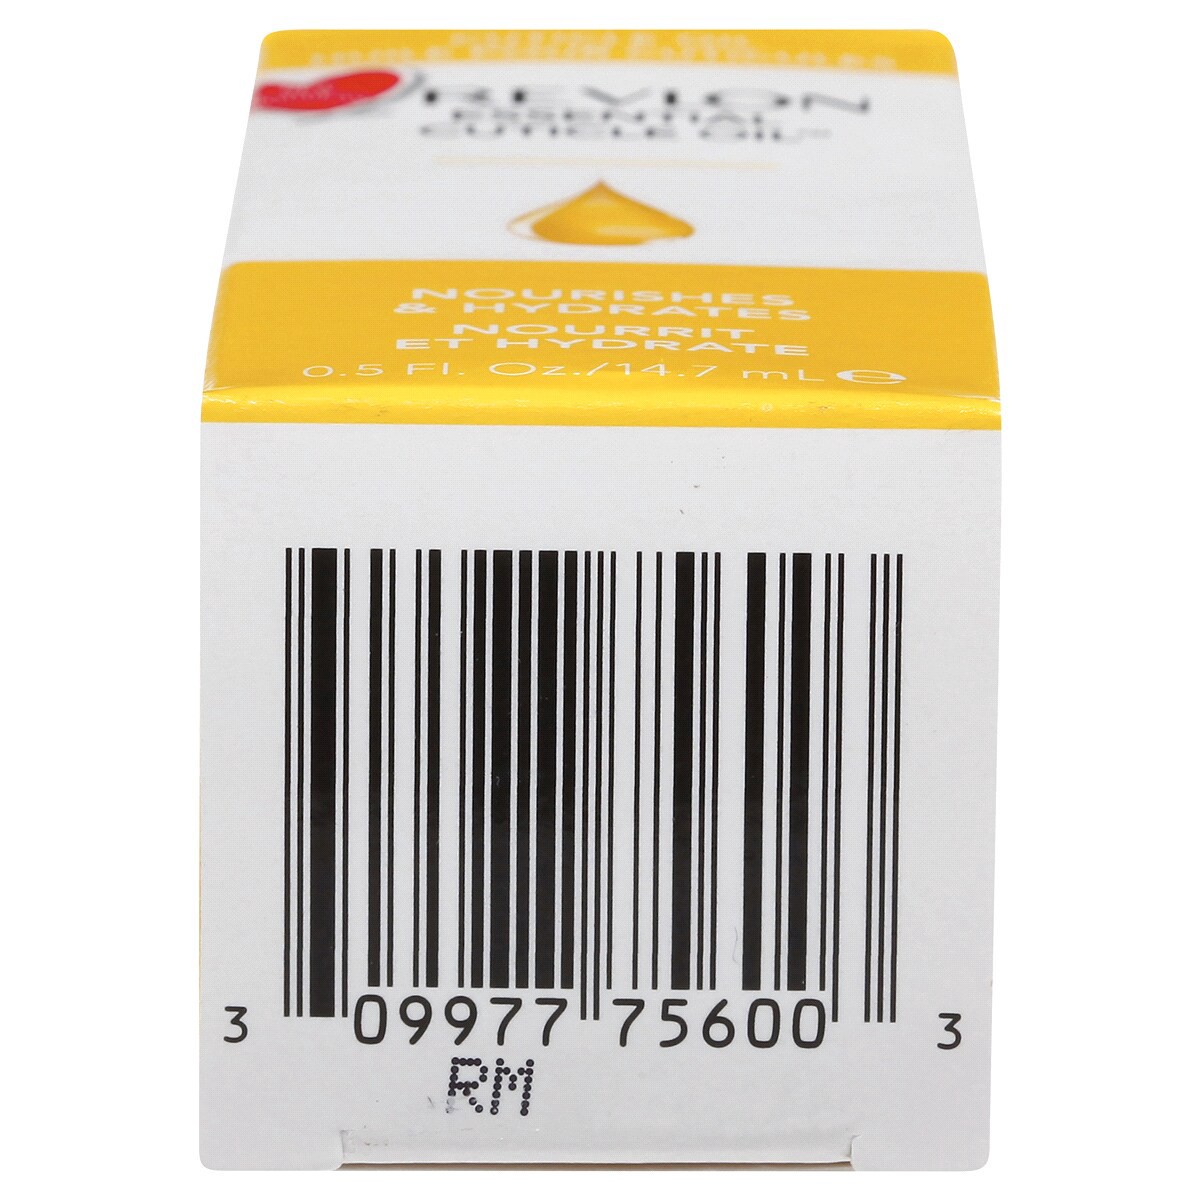 REVLON
ESSENTIAL
CUTICLE OIL™
NOURISHES
& HYDRATES
NOURRIT
ET HYDRATE
0.5 Fl. Oz./14.7 mL ℮
3 09977 75600 3
RM